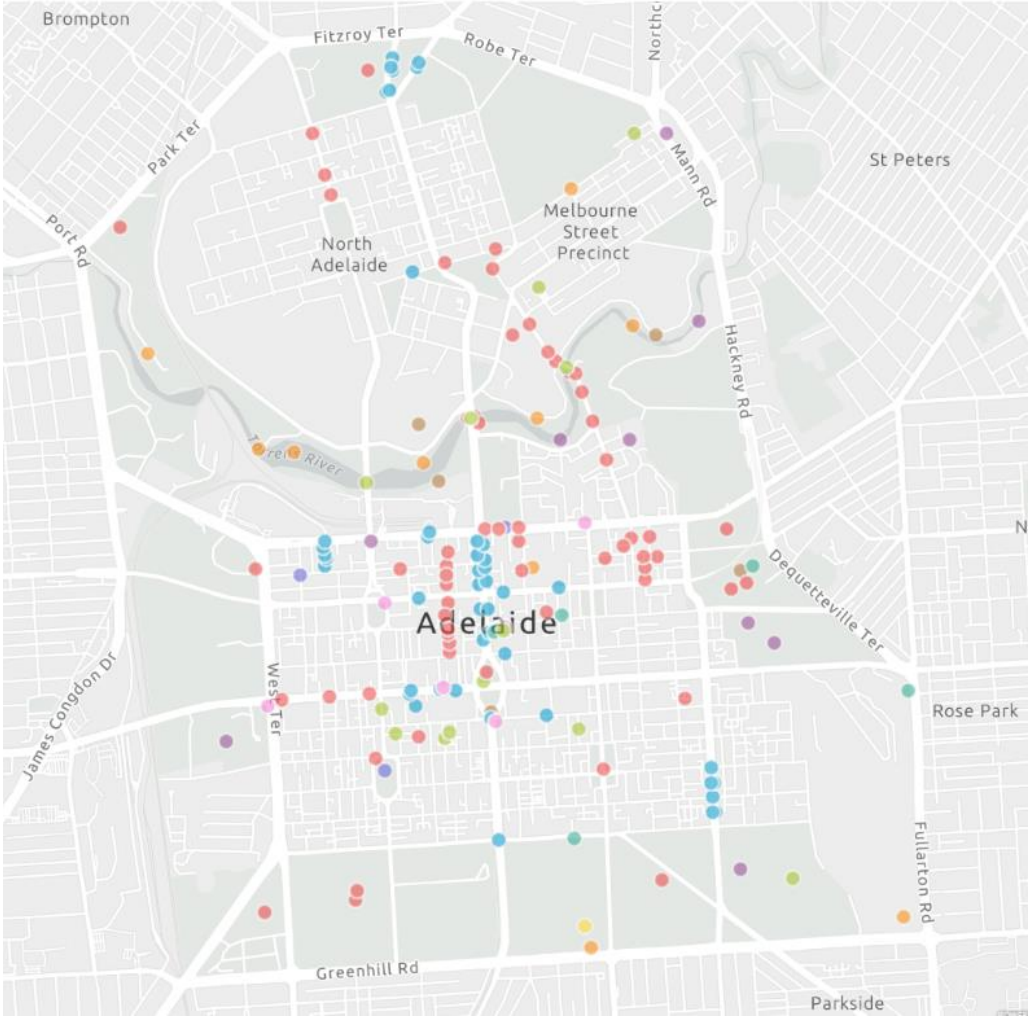 Brompton
Fitzroy Ter
Robe Ter
Northc
Park Ter
Mann Rd
St Peters
Port Rd
Melbourne
Street
Precinct
North
Adelaide
Hackney Rd
Torrens River
N
Dequetteville Ter
Adelaide
James Congdon Dr
West Ter
Rose Park
Fullarton Rd
Greenhill Rd
Parkside